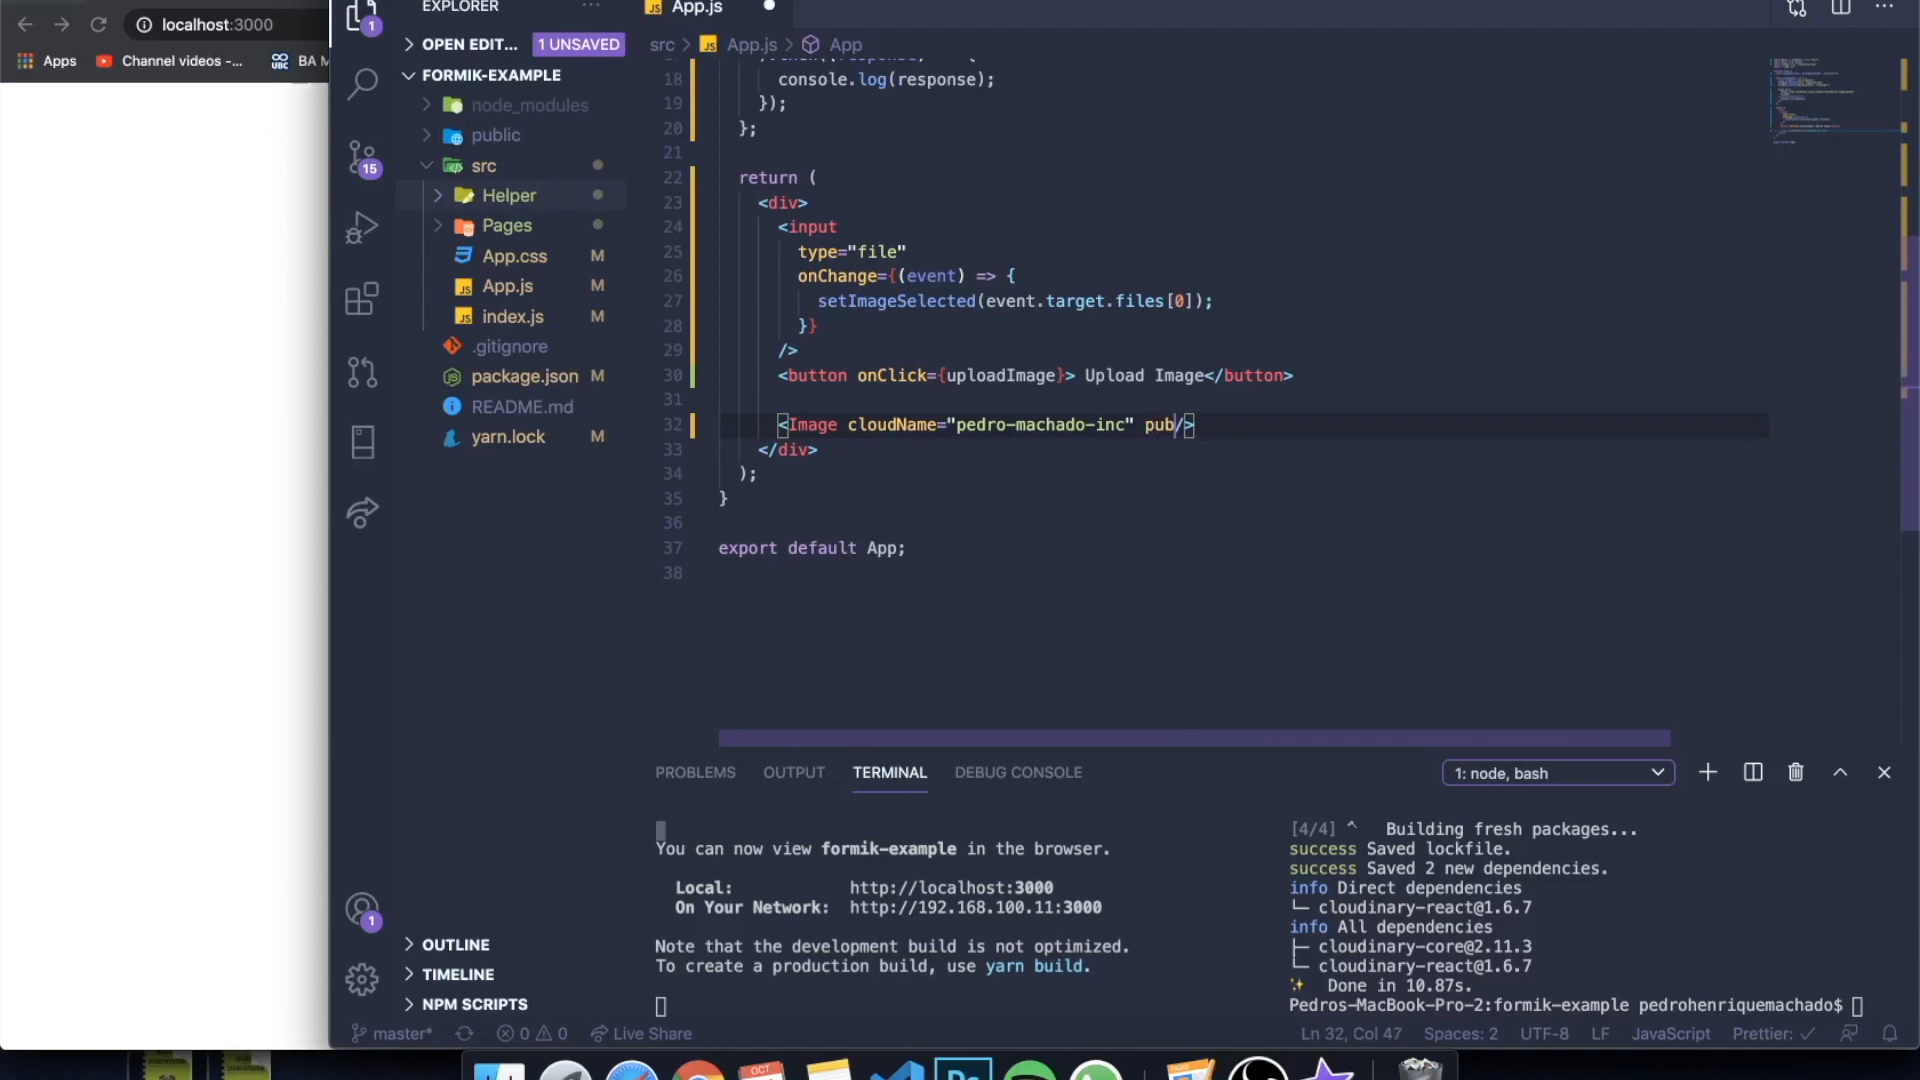 localhost:3000
Apps
Channel videos -...
BA M
EXPLORER
OPEN EDIT...
1 UNSAVED
FORMIK-EXAMPLE
node_modules
public
src
Helper
Pages
App.css M
App.js M
index.js M
.gitignore
package.json M
README.md
yarn.lock M
OUTLINE
TIMELINE
NPM SCRIPTS
1
15
1
App.js
src > App.js > App
18 console.log(response);
19 });
20 };
21
22 return (
23 <div>
24 <input
25 type="file"
26 onChange={(event) => {
27 setImageSelected(event.target.files[0]);
28 }}
29 />
30 <button onClick={uploadImage}> Upload Image</button>
31
32 <Image cloudName="pedro-machado-inc" pub/>
33 </div>
34 );
35 }
36
37 export default App;
38
PROBLEMS OUTPUT TERMINAL DEBUG CONSOLE
1: node, bash
You can now view formik-example in the browser.
Local: http://localhost:3000
On Your Network: http://192.168.100.11:3000
Note that the development build is not optimized.
To create a production build, use yarn build.
[4/4] ^ Building fresh packages...
success Saved lockfile.
success Saved 2 new dependencies.
info Direct dependencies
└─ cloudinary-react@1.6.7
info All dependencies
├─ cloudinary-core@2.11.3
└─ cloudinary-react@1.6.7
✨ Done in 10.87s.
Pedros-MacBook-Pro-2:formik-example pedrohenriquemachado$
master* 0 0 Live Share
Ln 32, Col 47 Spaces: 2 UTF-8 LF JavaScript Prettier: ✓
OCT